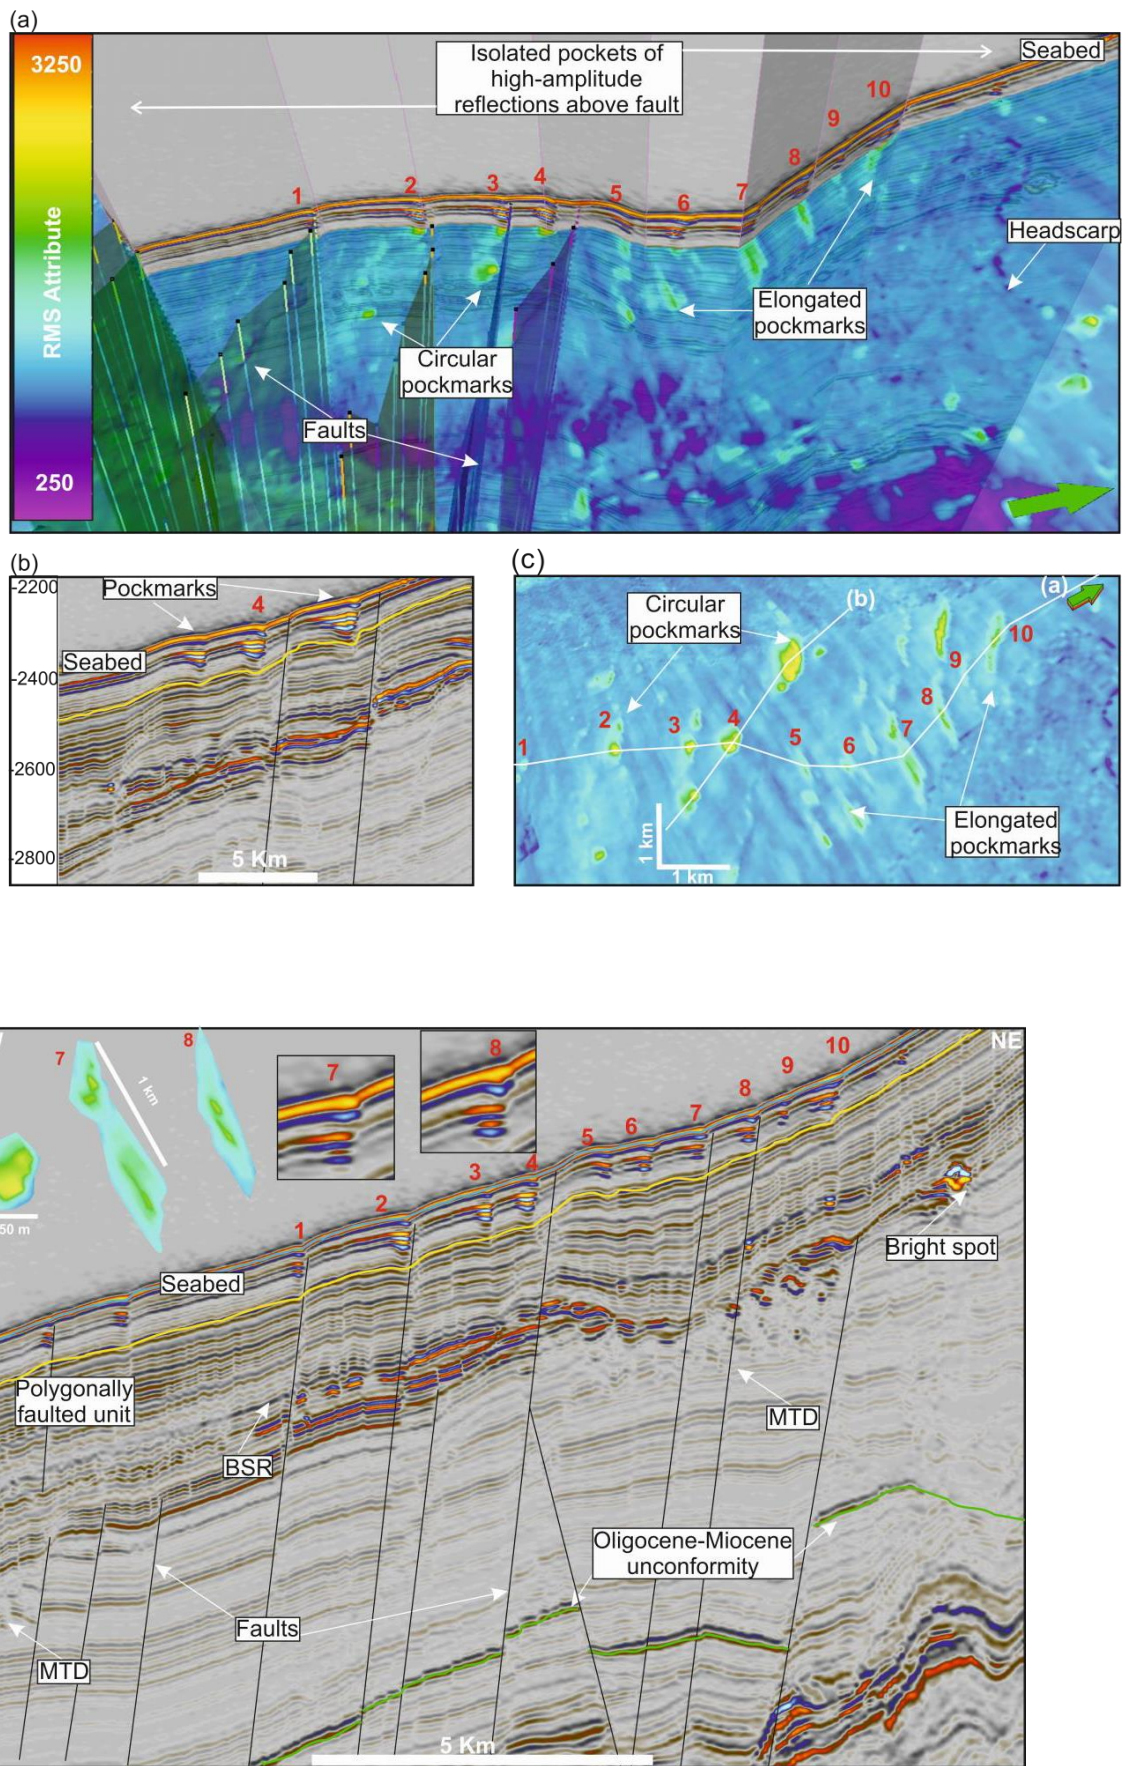 (a)
3250
RMS Attribute
250
Isolated pockets of
high-amplitude
reflections above fault
Seabed
1
2
3
4
5
6
7
8
9
10
Headscarp
Elongated
pockmarks
Circular
pockmarks
Faults
(b)
-2200
-2400
-2600
-2800
Pockmarks
4
Seabed
5 Km
(c)
Circular
pockmarks
(b)
(a)
1
2
3
4
5
6
7
8
9
10
Elongated
pockmarks
1 km
1 km
7
1 km
8
50 m
7
8
NE
1
2
3
4
5
6
7
8
9
10
Seabed
Bright spot
Polygonally
faulted unit
BSR
MTD
Oligocene-Miocene
unconformity
Faults
MTD
5 Km